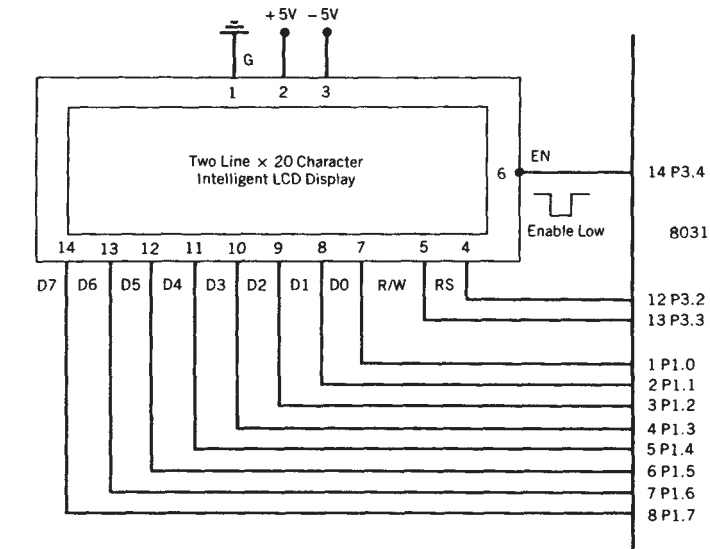 +5V -5V
G
1 2 3
Two Line × 20 Character
Intelligent LCD Display
6
EN
14 P3.4
Enable Low
8031
14 13 12 11 10 9 8 7 5 4
D7 D6 D5 D4 D3 D2 D1 D0 R/W RS
12 P3.2
13 P3.3
1 P1.0
2 P1.1
3 P1.2
4 P1.3
5 P1.4
6 P1.5
7 P1.6
8 P1.7